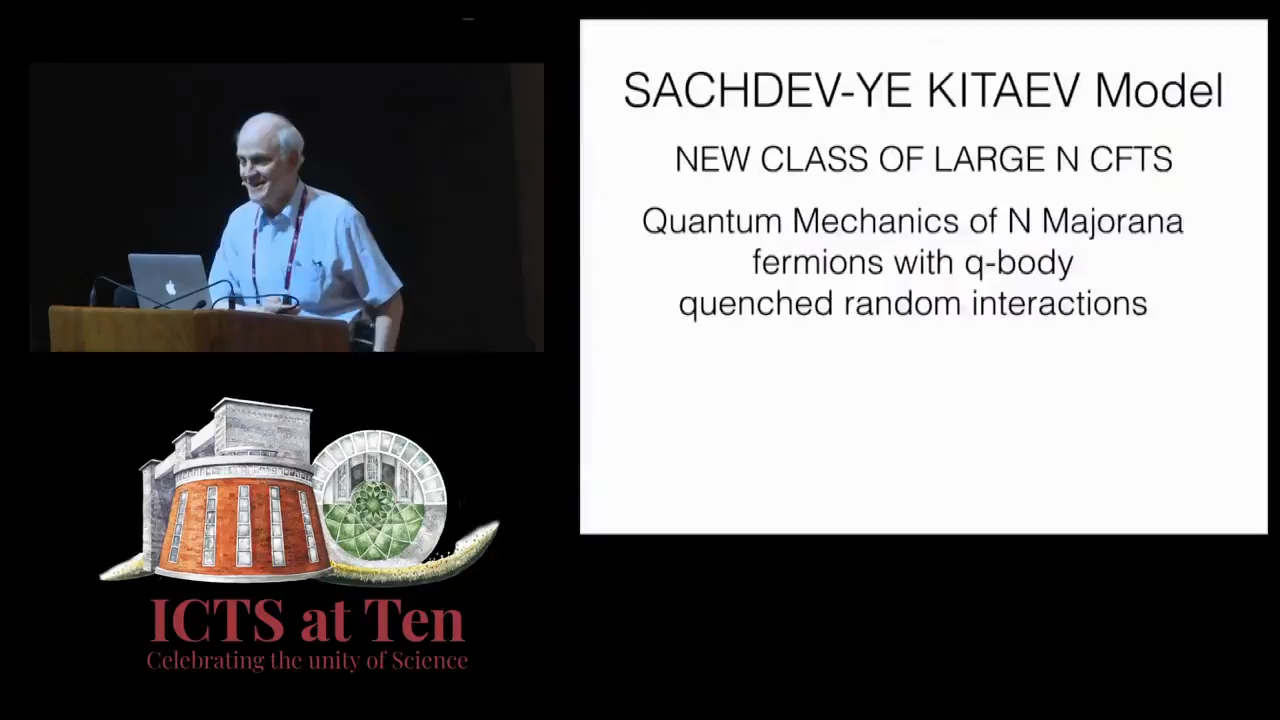 SACHDEV-YE KITAEV Model
NEW CLASS OF LARGE N CFTS
Quantum Mechanics of N Majorana
fermions with q-body
quenched random interactions
ICTS at Ten
Celebrating the unity of Science